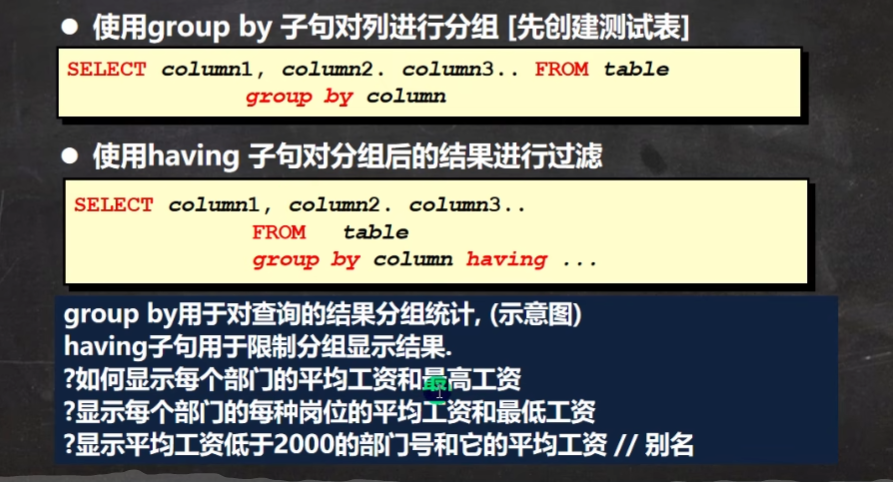 ● 使用group by 子句对列进行分组 [先创建测试表]
SELECT column1, column2. column3.. FROM table
group by column
● 使用having 子句对分组后的结果进行过滤
SELECT column1, column2. column3..
FROM table
group by column having ...
group by用于对查询的结果分组统计, (示意图)
having子句用于限制分组显示结果.
?如何显示每个部门的平均工资和最高工资
?显示每个部门的每种岗位的平均工资和最低工资
?显示平均工资低于2000的部门号和它的平均工资 // 别名